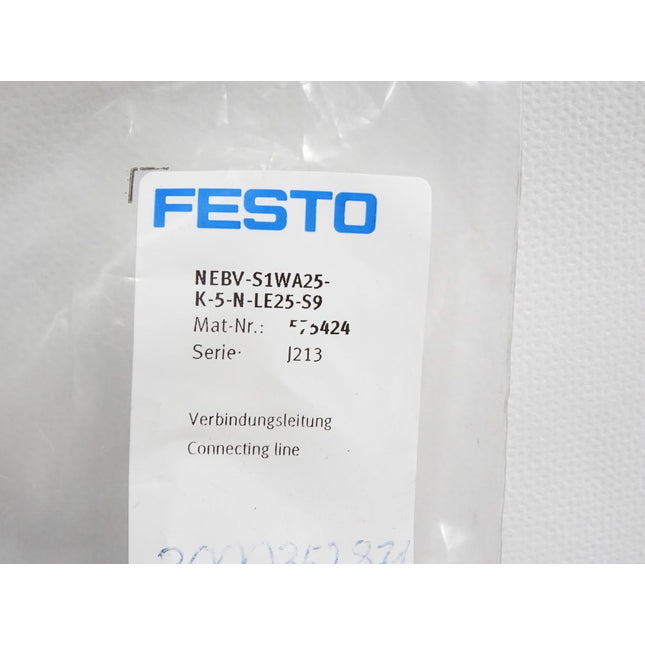 FESTO
NEBV-S1WA25-
K-5-N-LE25-S9
Mat-Nr.:
Serie: J213
Verbindungsleitung
Connecting line